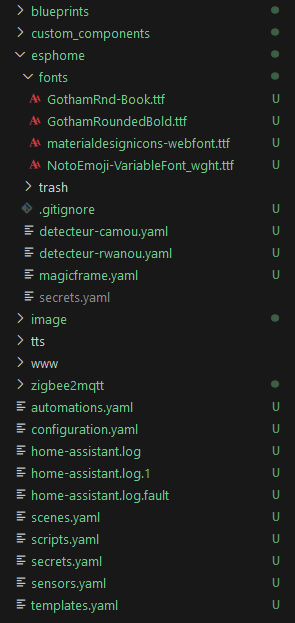 blueprints
custom_components
esphome
fonts
GothamRnd-Book.ttf U
GothamRoundedBold.ttf U
materialdesignicons-webfont.ttf U
NotoEmoji-VariableFont_wght.ttf U
trash
.gitignore U
detecteur-camou.yaml U
detecteur-rwanou.yaml U
magicframe.yaml U
secrets.yaml
image
tts
www
zigbee2mqtt
automations.yaml U
configuration.yaml U
home-assistant.log U
home-assistant.log.1 U
home-assistant.log.fault U
scenes.yaml U
scripts.yaml U
secrets.yaml U
sensors.yaml U
templates.yaml U